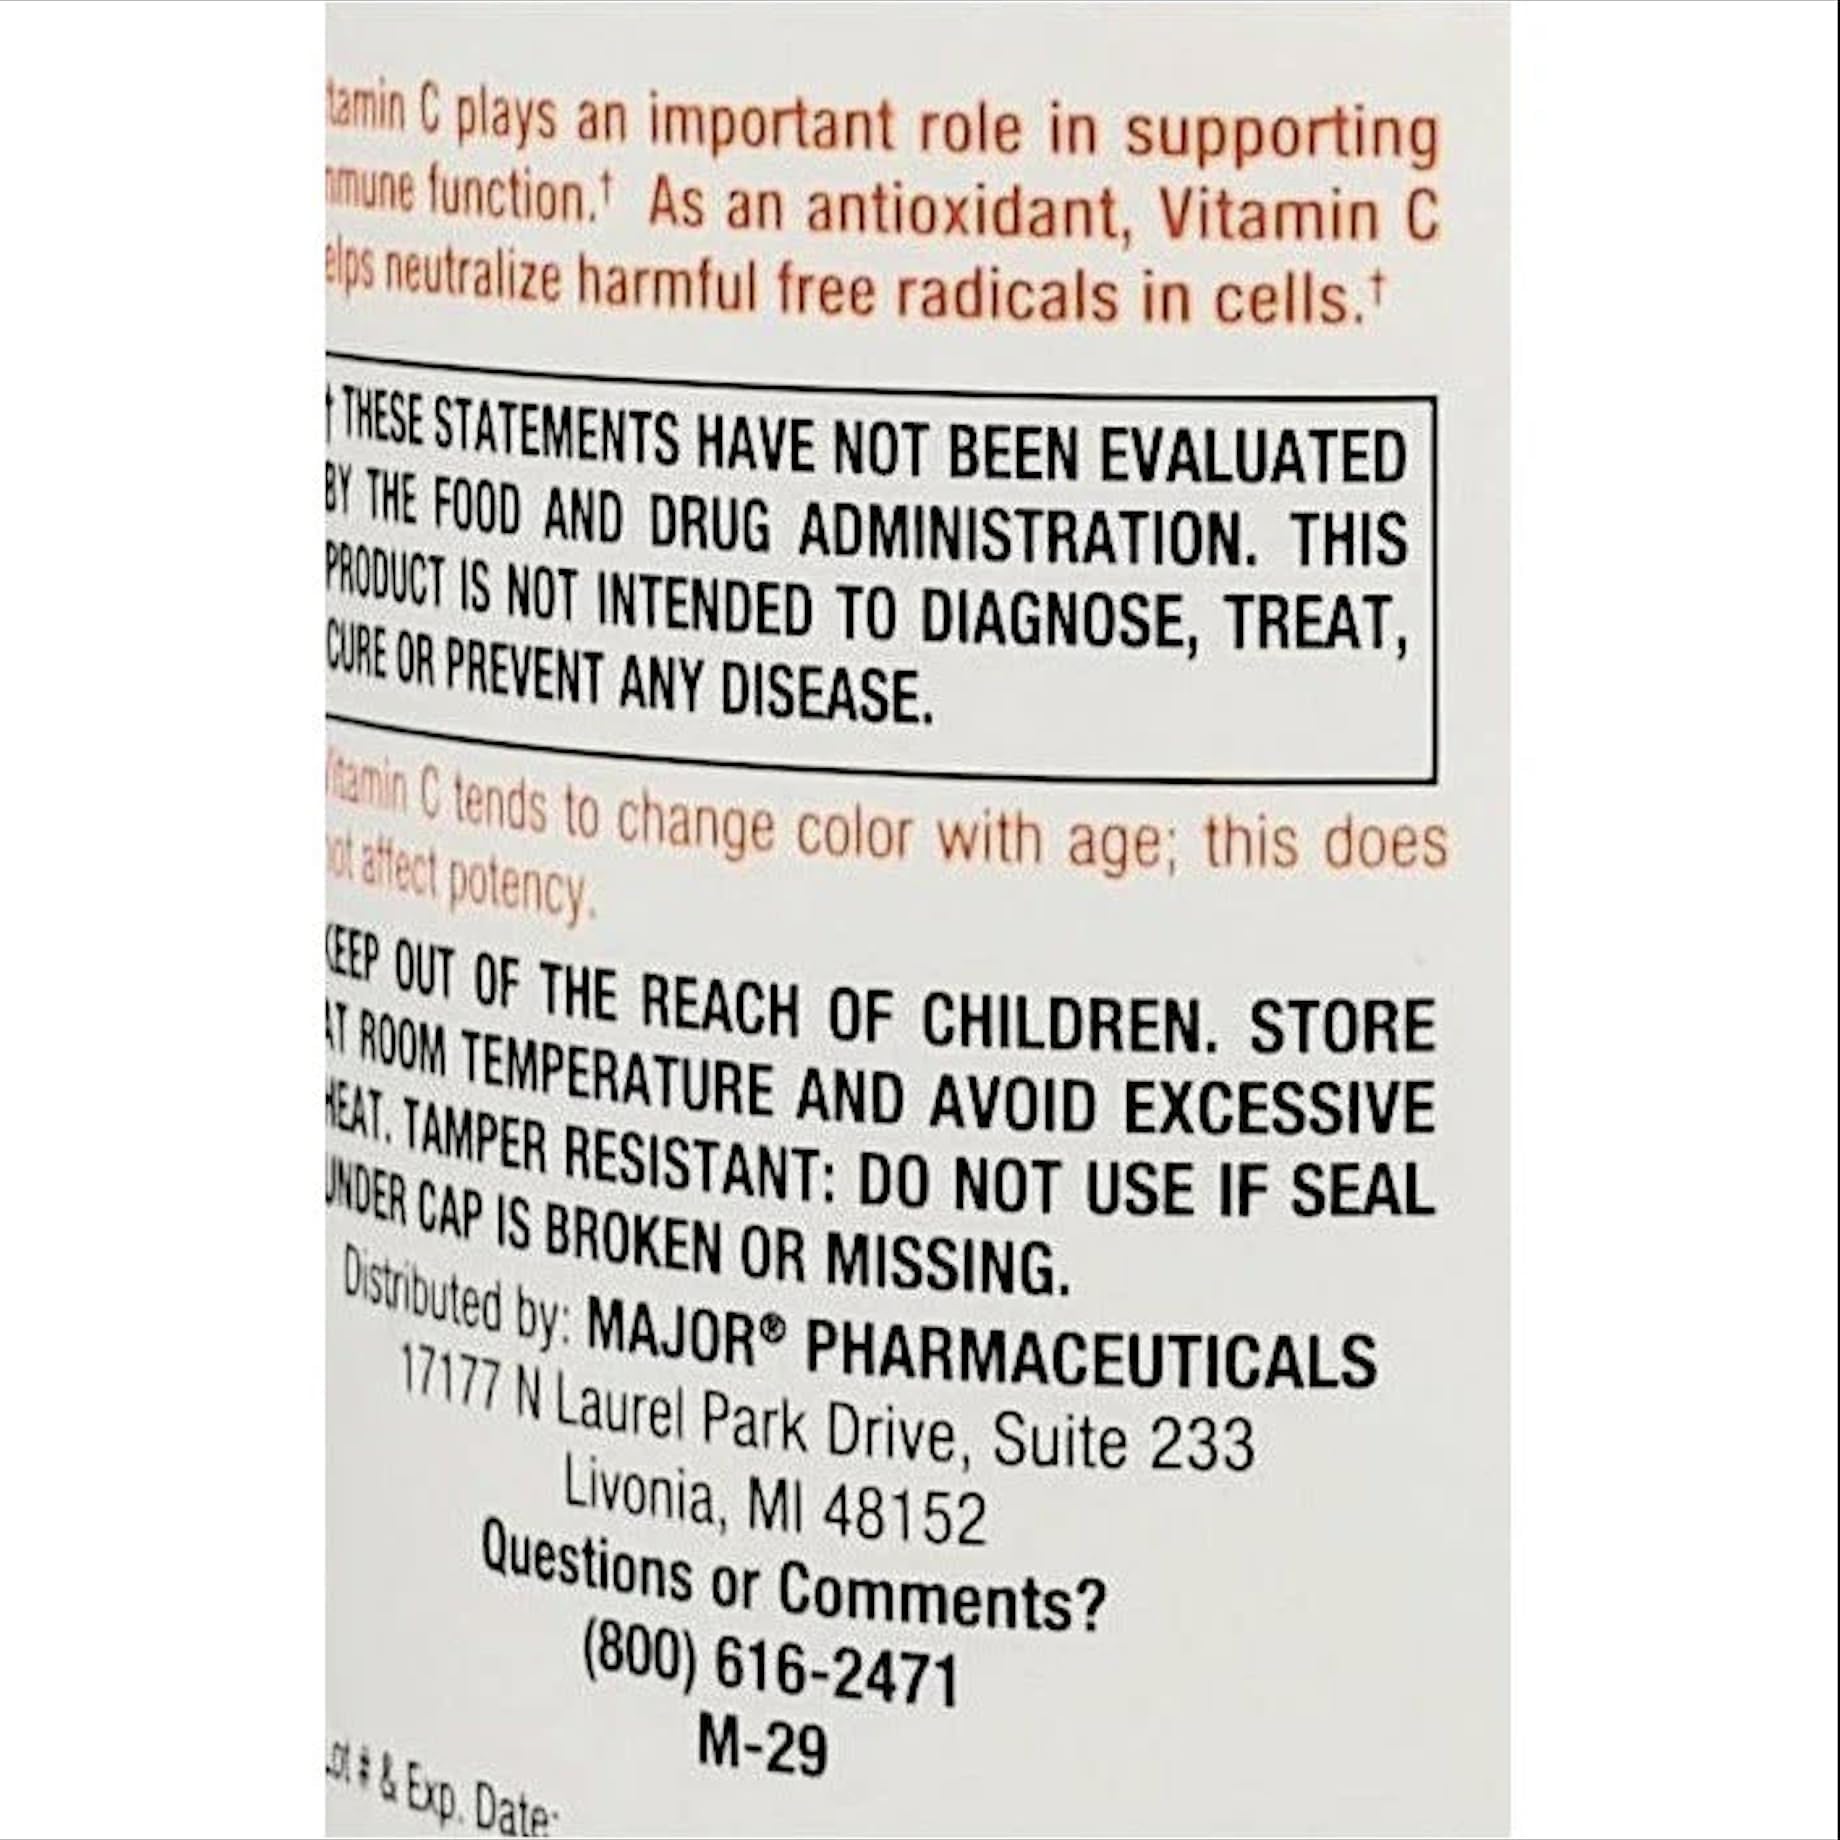 tamin C plays an important role in supporting
mmune function.† As an antioxidant, Vitamin C
elps neutralize harmful free radicals in cells.†
† THESE STATEMENTS HAVE NOT BEEN EVALUATED
BY THE FOOD AND DRUG ADMINISTRATION. THIS
PRODUCT IS NOT INTENDED TO DIAGNOSE, TREAT,
CURE OR PREVENT ANY DISEASE.
Vitamin C tends to change color with age; this does
not affect potency.
KEEP OUT OF THE REACH OF CHILDREN. STORE
AT ROOM TEMPERATURE AND AVOID EXCESSIVE
HEAT. TAMPER RESISTANT: DO NOT USE IF SEAL
UNDER CAP IS BROKEN OR MISSING.
Distributed by: MAJOR® PHARMACEUTICALS
17177 N Laurel Park Drive, Suite 233
Livonia, MI 48152
Questions or Comments?
(800) 616-2471
M-29
Lot # & Exp. Date: